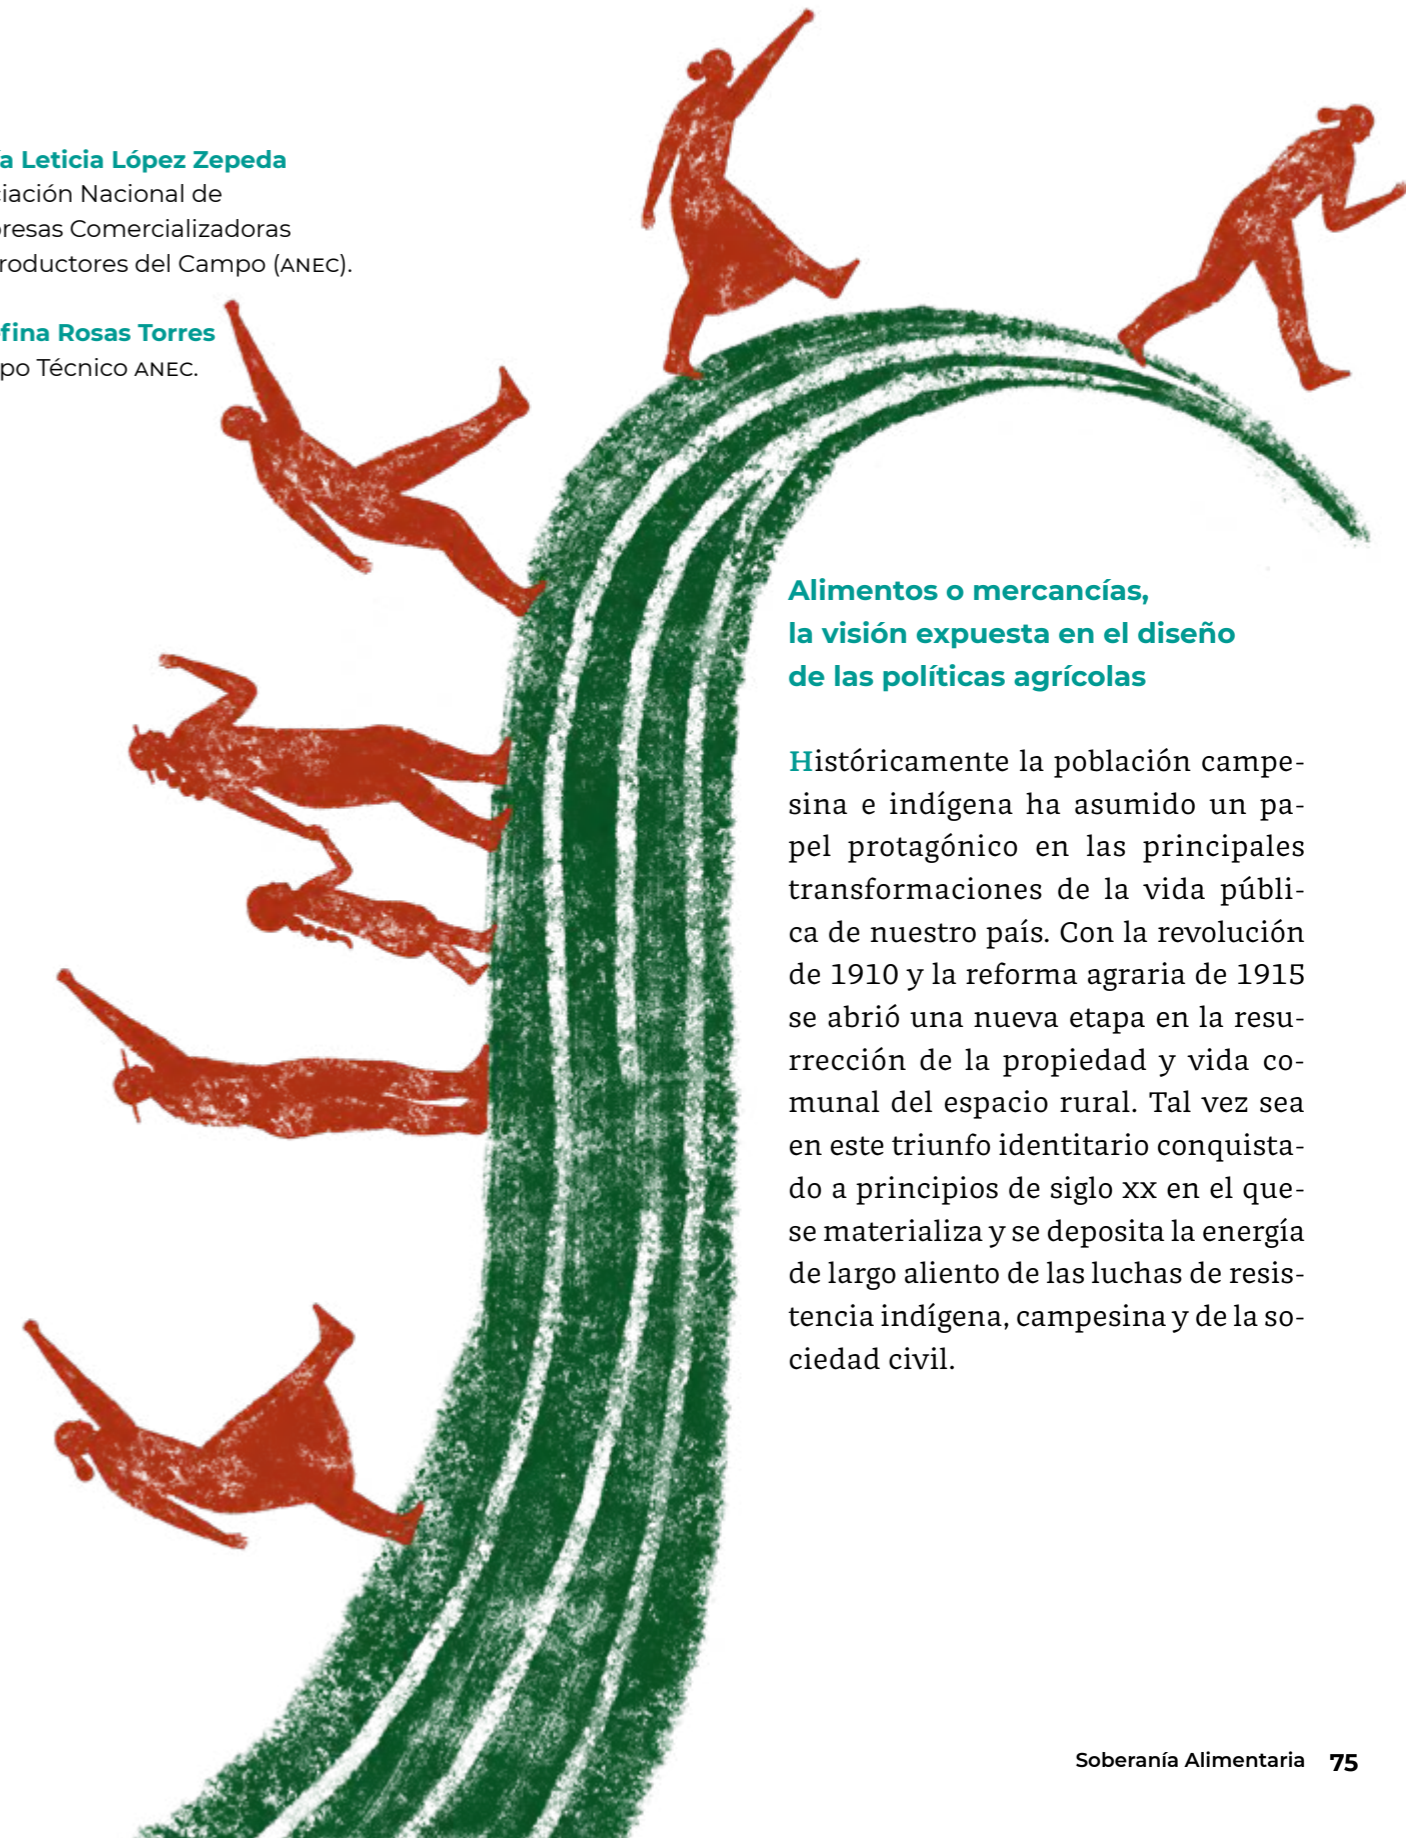 a Leticia López Zepeda
ciación Nacional de
presas Comercializadoras
roductores del Campo (ANEC).
fina Rosas Torres
po Técnico ANEC.
Alimentos o mercancías,
la visión expuesta en el diseño
de las políticas agrícolas
Históricamente la población campe-
sina e indígena ha asumido un pa-
pel protagónico en las principales
transformaciones de la vida públi-
ca de nuestro país. Con la revolución
de 1910 y la reforma agraria de 1915
se abrió una nueva etapa en la resu-
rrección de la propiedad y vida co-
munal del espacio rural. Tal vez sea
en este triunfo identitario conquista-
do a principios de siglo XX en el que-
se materializa y se deposita la energía
de largo aliento de las luchas de resis-
tencia indígena, campesina y de la so-
ciedad civil.
Soberanía Alimentaria 75